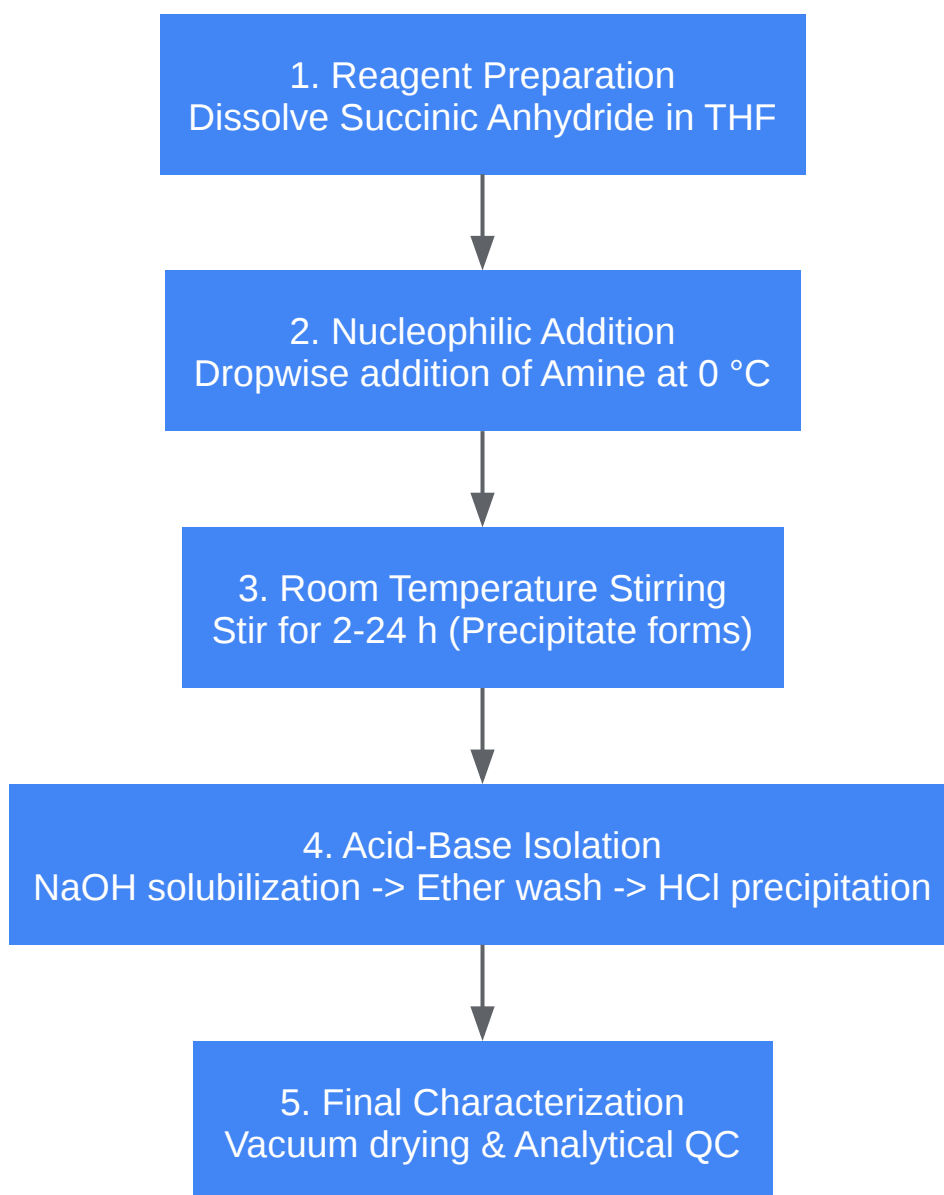 1. Reagent Preparation
Dissolve Succinic Anhydride in THF
2. Nucleophilic Addition
Dropwise addition of Amine at 0 °C
3. Room Temperature Stirring
Stir for 2-24 h (Precipitate forms)
4. Acid-Base Isolation
NaOH solubilization -> Ether wash -> HCl precipitation
5. Final Characterization
Vacuum drying & Analytical QC